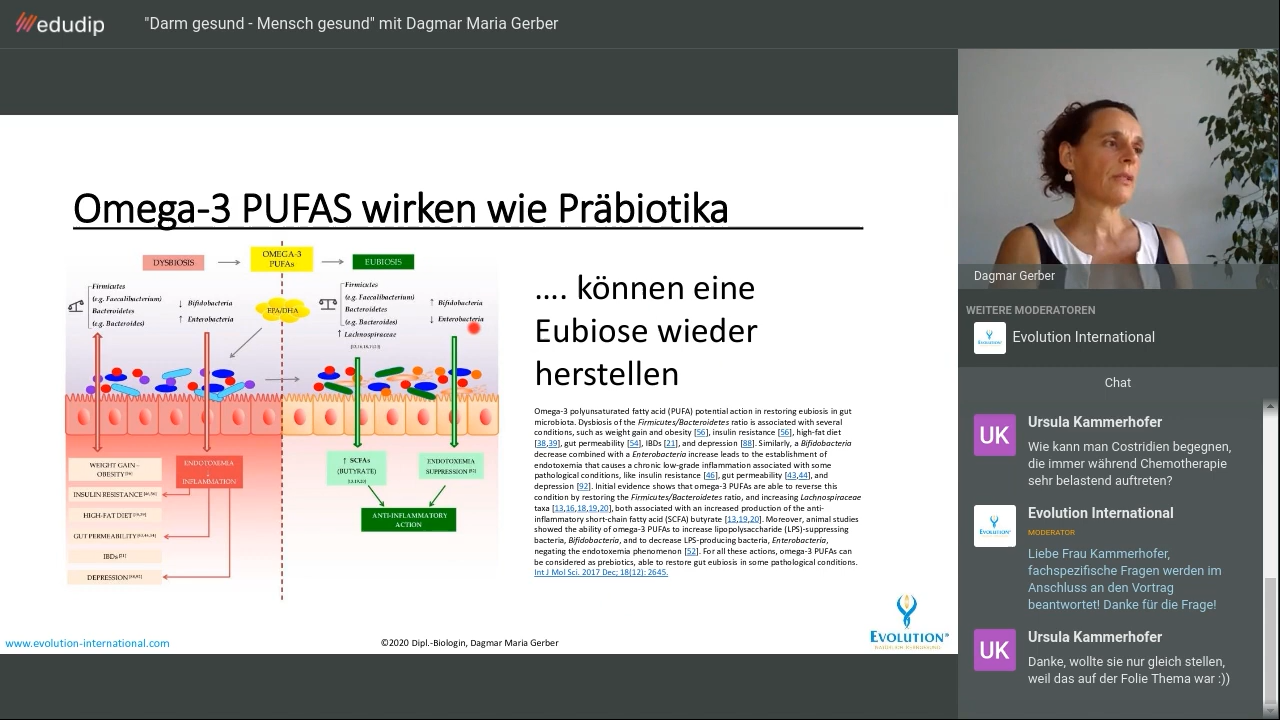 edudip
"Darm gesund - Mensch gesund" mit Dagmar Maria Gerber
Omega-3 PUFAS wirken wie Präbiotika
DYSBIOSIS
OMEGA-3
PUFAs
EUBIOSIS
Firmicutes
(e.g. Faecalibacterium)
Bacteroidetes
(e.g. Bacteroides)
↓ Bifidobacteria
↑ Enterobacteria
EPA/DHA
Firmicutes
(e.g. Faecalibacterium)
Bacteroidetes
(e.g. Bacteroides)
↑ Lachnospiraceae
↑ Bifidobacteria
↓ Enterobacteria
WEIGHT GAIN –
OBESITY
INSULIN RESISTANCE
HIGH-FAT DIET
GUT PERMEABILITY
IBDs
DEPRESSION
ENDOTOXEMIA
↓
INFLAMMATION
↑ SCFAs
(BUTYRATE)
ENDOTOXEMIA
SUPPRESSION
ANTI-INFLAMMATORY
ACTION
.... können eine
Eubiose wieder
herstellen
Omega-3 polyunsaturated fatty acid (PUFA) potential action in restoring eubiosis in gut
microbiota. Dysbiosis of the Firmicutes/Bacteroidetes ratio is associated with several
conditions, such as weight gain and obesity [56], insulin resistance [56], high-fat diet
[38,39], gut permeability [54], IBDs [21], and depression [88]. Similarly, a Bifidobacteria
decrease combined with a Enterobacteria increase leads to the establishment of
endotoxemia that causes a chronic low-grade inflammation associated with some
pathological conditions, like insulin resistance [46], gut permeability [43,44], and
depression [92]. Initial evidence shows that omega-3 PUFAs are able to reverse this
condition by restoring the Firmicutes/Bacteroidetes ratio, and increasing Lachnospiraceae
taxa [13,16,18,19,20], both associated with an increased production of the anti-
inflammatory short-chain fatty acid (SCFA) butyrate [13,19,20]. Moreover, animal studies
showed the ability of omega-3 PUFAs to increase lipopolysaccharide (LPS)-suppressing
bacteria, Bifidobacteria, and to decrease LPS-producing bacteria, Enterobacteria,
negating the endotoxemia phenomenon [52]. For all these actions, omega-3 PUFAs can
be considered as prebiotics, able to restore gut eubiosis in some pathological conditions.
Int J Mol Sci. 2017 Dec; 18(12): 2645.
www.evolution-international.com
©2020 Dipl.-Biologin, Dagmar Maria Gerber
EVOLUTION®
Dagmar Gerber
WEITERE MODERATOREN
Evolution International
Chat
UK
Ursula Kammerhofer
Wie kann man Costridien begegnen,
die immer während Chemotherapie
sehr belastend auftreten?
Evolution International
MODERATOR
Liebe Frau Kammerhofer,
fachspezifische Fragen werden im
Anschluss an den Vortrag
beantwortet! Danke für die Frage!
UK
Ursula Kammerhofer
Danke, wollte sie nur gleich stellen,
weil das auf der Folie Thema war :))